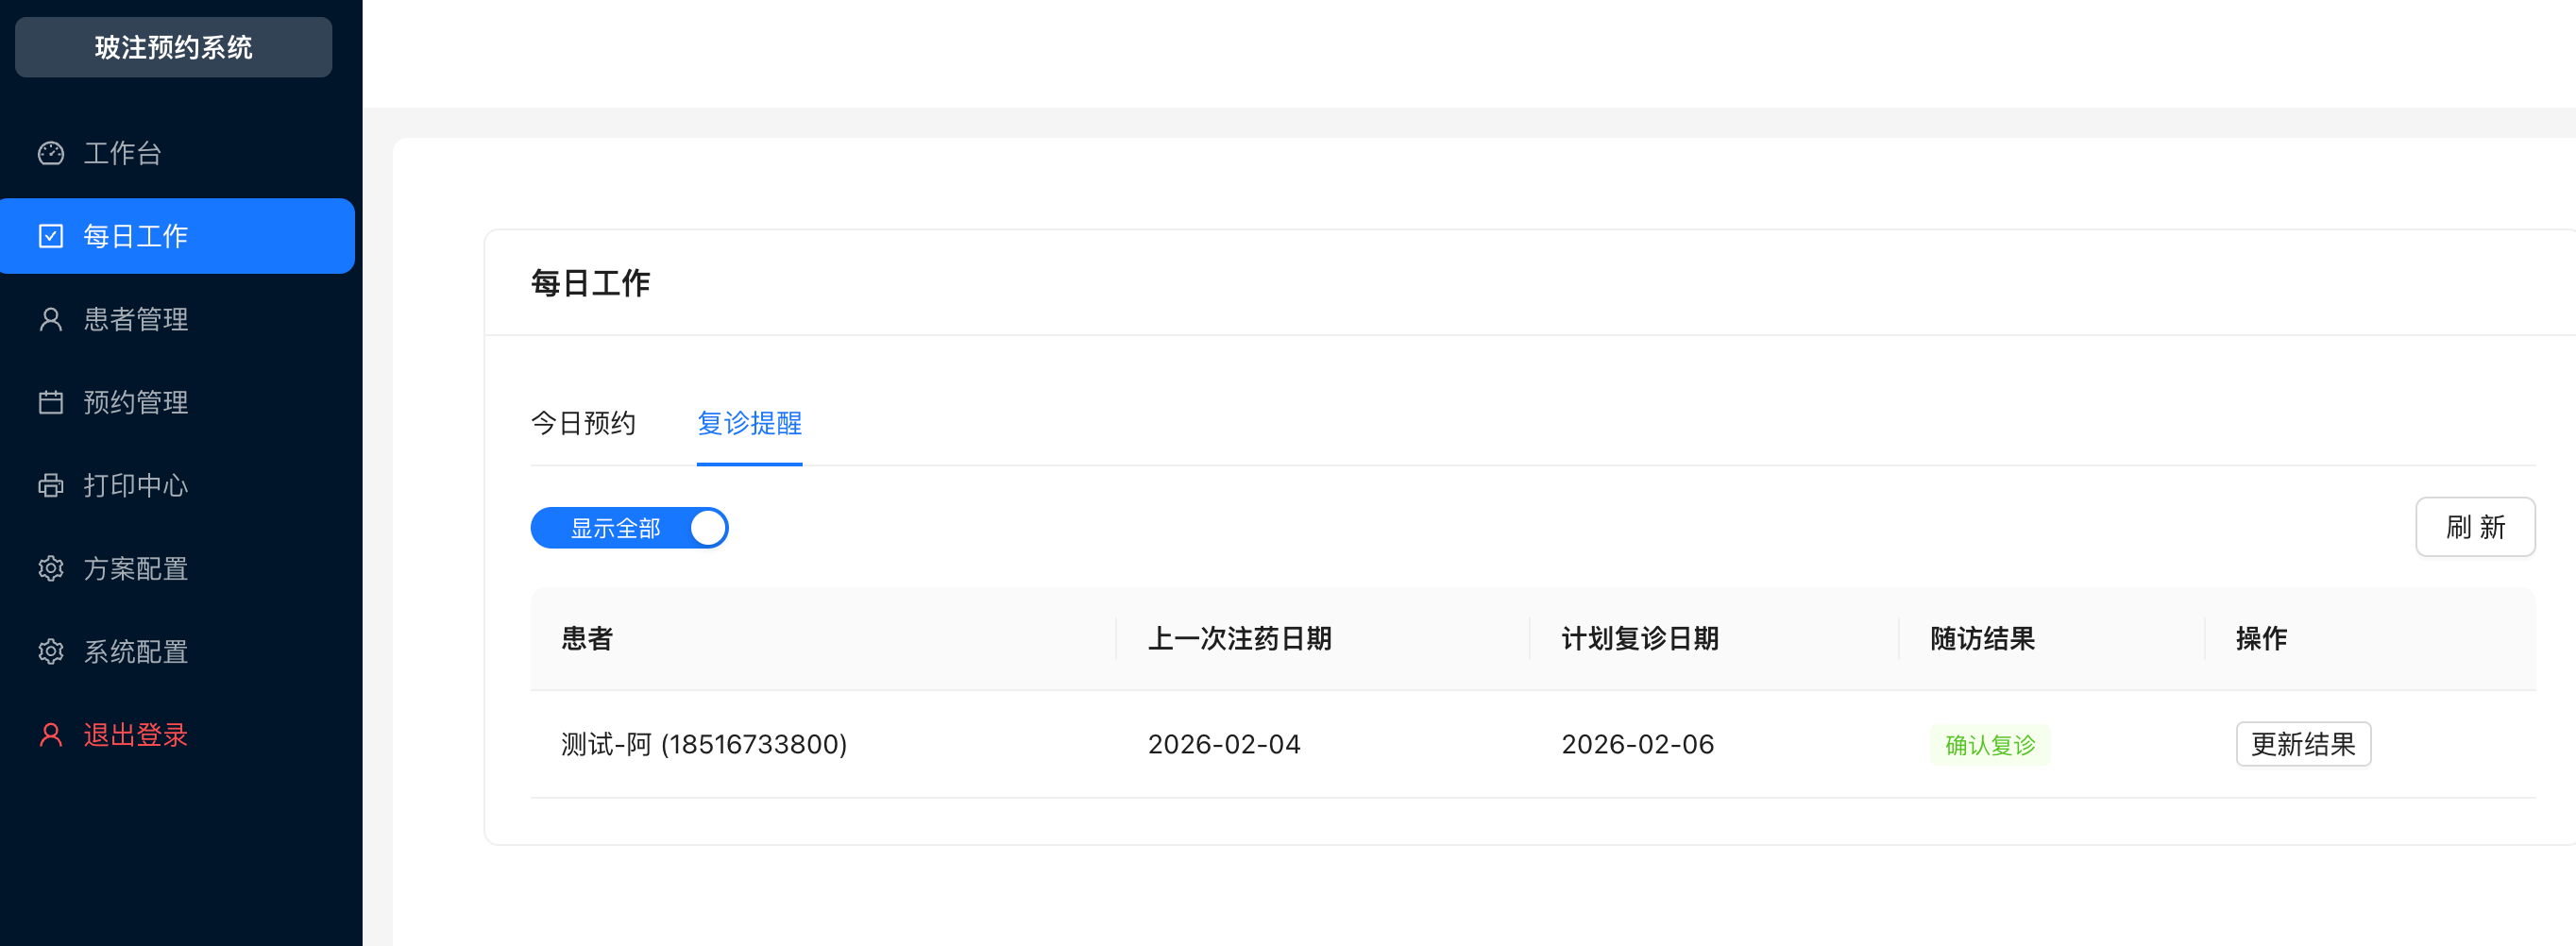 玻注预约系统
工作台
每日工作
患者管理
预约管理
打印中心
方案配置
系统配置
退出登录
每日工作
今日预约 复诊提醒
显示全部 刷 新
患者 上一次注药日期 计划复诊日期 随访结果 操作
测试-阿 (18516733800) 2026-02-04 2026-02-06 确认复诊 更新结果